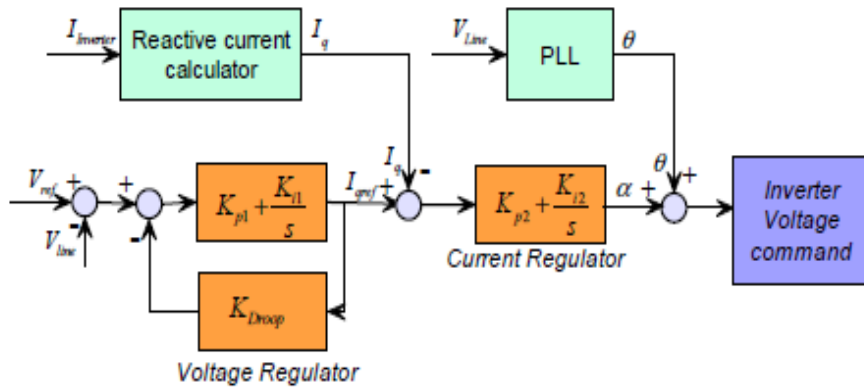 I_Inverter
Reactive current
calculator
I_q
V_Line
PLL
θ
V_ref
+
-
V_line
+
-
K_p1 + K_i1/s
I_qref
+
I_q
-
K_p2 + K_i2/s
α
+
θ
+
Inverter
Voltage
command
Current Regulator
K_Droop
Voltage Regulator